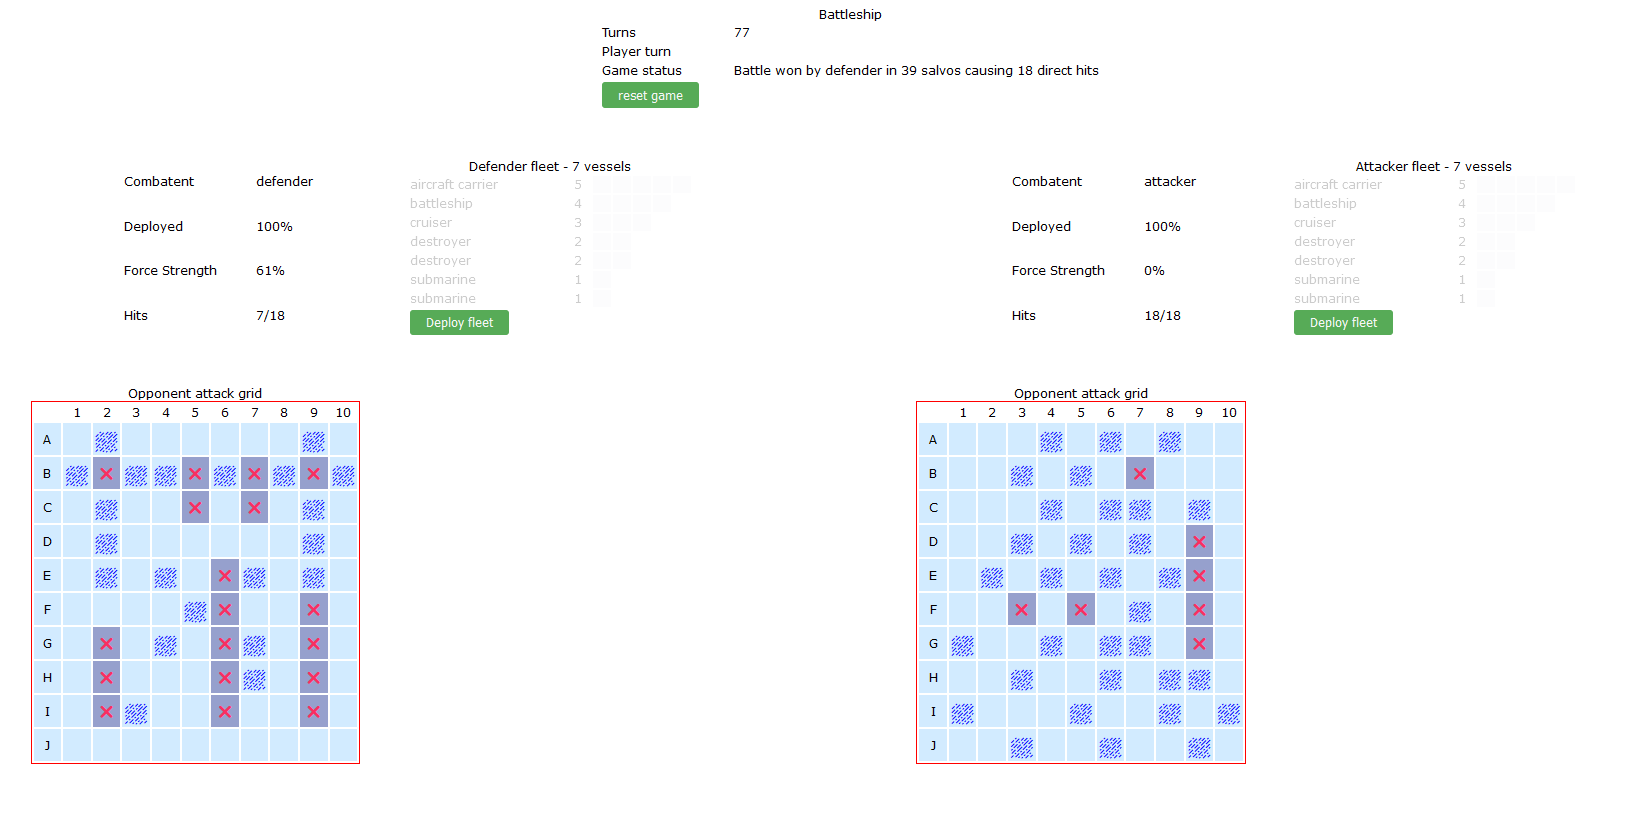 Battleship
Turns 77
Player turn
Game status Battle won by defender in 39 salvos causing 18 direct hits
reset game
Combatent defender
Deployed 100%
Force Strength 61%
Hits 7/18
Defender fleet - 7 vessels
aircraft carrier 5
battleship 4
cruiser 3
destroyer 2
destroyer 2
submarine 1
submarine 1
Deploy fleet
Combatent attacker
Deployed 100%
Force Strength 0%
Hits 18/18
Attacker fleet - 7 vessels
aircraft carrier 5
battleship 4
cruiser 3
destroyer 2
destroyer 2
submarine 1
submarine 1
Deploy fleet
Opponent attack grid
1 2 3 4 5 6 7 8 9 10
A
B
C
D
E
F
G
H
I
J
Opponent attack grid
1 2 3 4 5 6 7 8 9 10
A
B
C
D
E
F
G
H
I
J